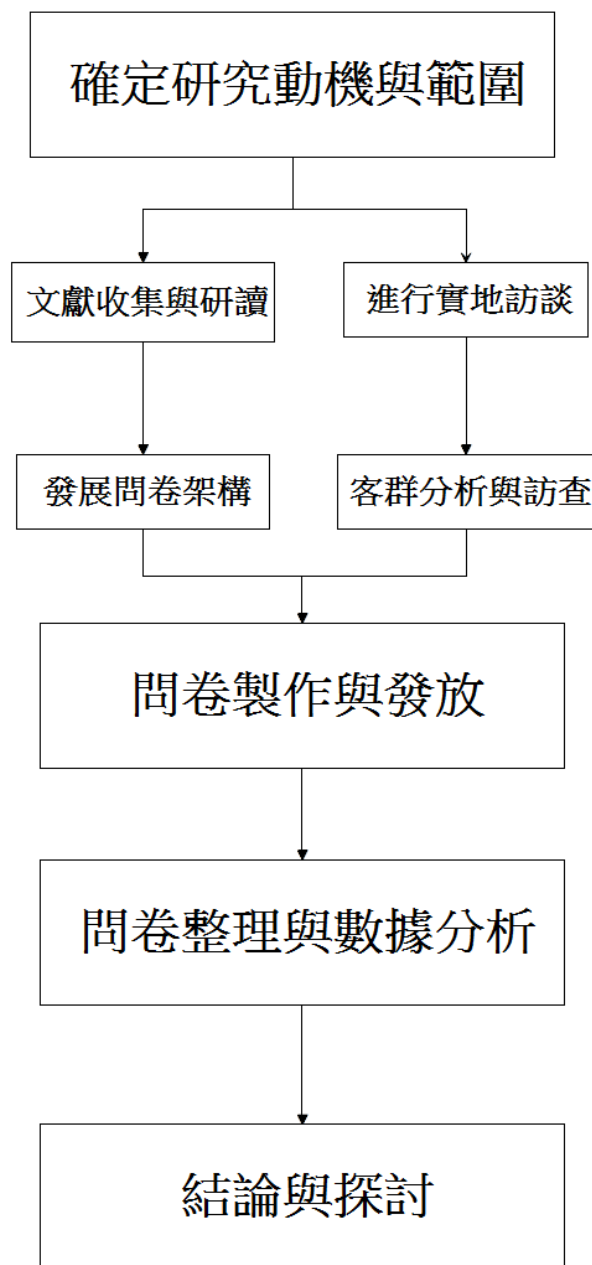 確定研究動機與範圍
文獻收集與研讀
進行實地訪談
發展問卷架構
客群分析與訪查
問卷製作與發放
問卷整理與數據分析
結論與探討